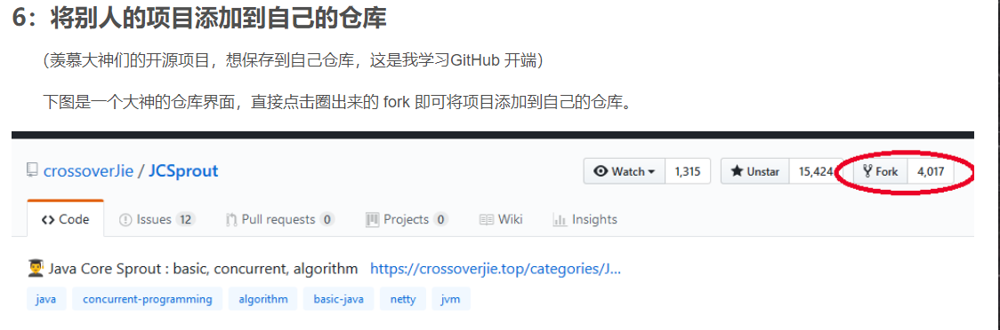 6：将别人的项目添加到自己的仓库
（羡慕大神们的开源项目，想保存到自己仓库，这是我学习GitHub 开端）
下图是一个大神的仓库界面，直接点击圈出来的 fork 即可将项目添加到自己的仓库。
crossoverJie / JCSprout Watch 1,315 Unstar 15,424 Fork 4,017
Code Issues 12 Pull requests 0 Projects 0 Wiki Insights
Java Core Sprout : basic, concurrent, algorithm https://crossoverjie.top/categories/J...
java concurrent-programming algorithm basic-java netty jvm